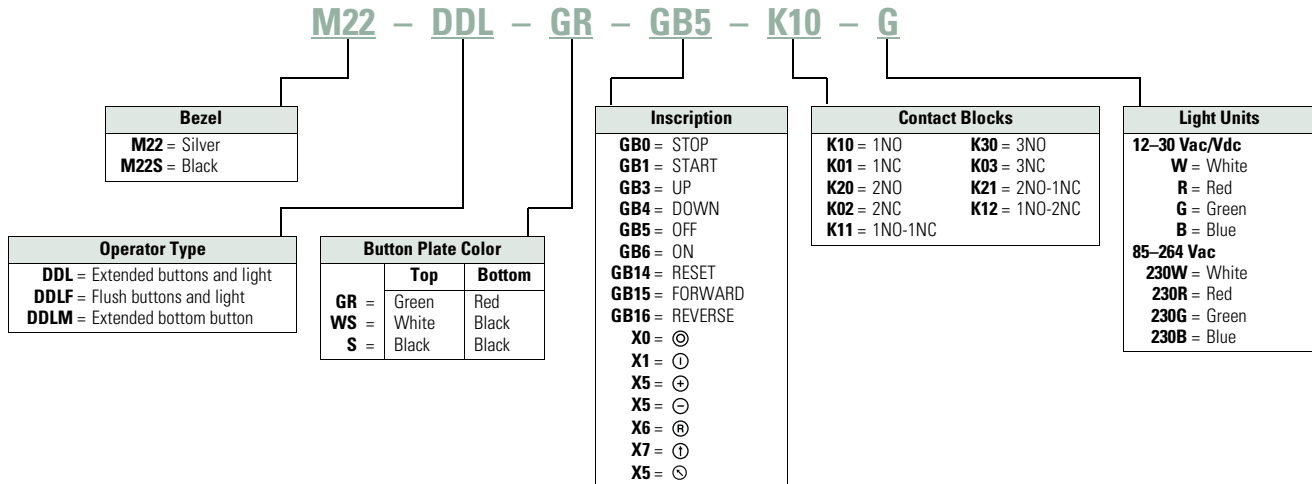 M22 – DDL – GR – GB5 – K10 – G
Bezel
M22 = Silver
M22S = Black
Operator Type
DDL = Extended buttons and light
DDLF = Flush buttons and light
DDLM = Extended bottom button
Button Plate Color
Top Bottom
GR = Green Red
WS = White Black
S = Black Black
Inscription
GB0 = STOP
GB1 = START
GB3 = UP
GB4 = DOWN
GB5 = OFF
GB6 = ON
GB14 = RESET
GB15 = FORWARD
GB16 = REVERSE
X0 = ◎
X1 = ⏼
X5 = ⊕
X5 = ⊖
X6 = Ⓡ
X7 = ↑
X5 = ↖
Contact Blocks
K10 = 1NO K30 = 3NO
K01 = 1NC K03 = 3NC
K20 = 2NO K21 = 2NO-1NC
K02 = 2NC K12 = 1NO-2NC
K11 = 1NO-1NC
Light Units
12–30 Vac/Vdc
W = White
R = Red
G = Green
B = Blue
85–264 Vac
230W = White
230R = Red
230G = Green
230B = Blue